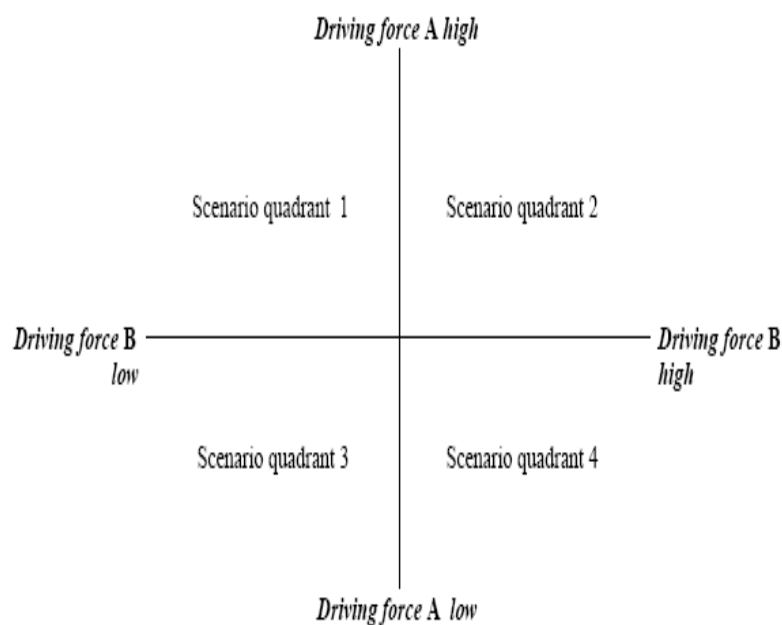 Driving force A high
Scenario quadrant 1
Scenario quadrant 2
Driving force B
low
Driving force B
high
Scenario quadrant 3
Scenario quadrant 4
Driving force A low